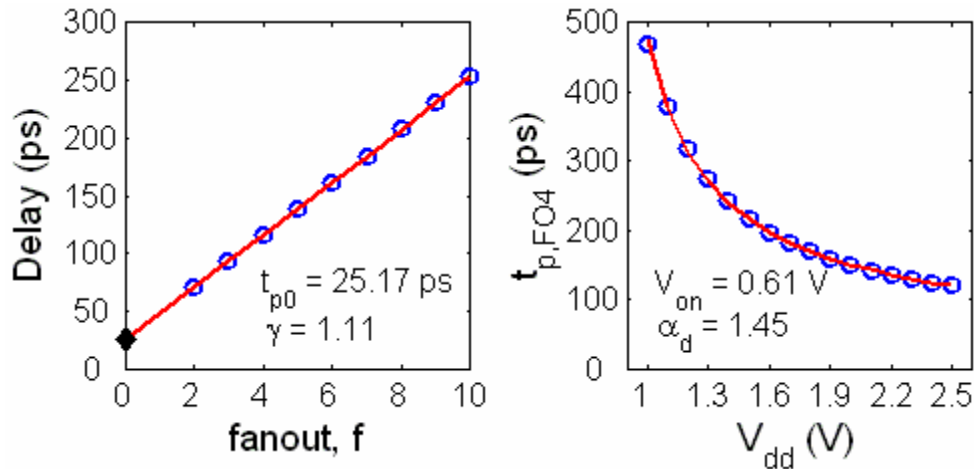 300
250
200
150
100
50
0
Delay (ps)
t_p0 = 25.17 ps
γ = 1.11
0 2 4 6 8 10
fanout, f
500
400
300
200
100
0
t_p,FO4 (ps)
V_on = 0.61 V
α_d = 1.45
1 1.3 1.6 1.9 2.2 2.5
V_dd (V)